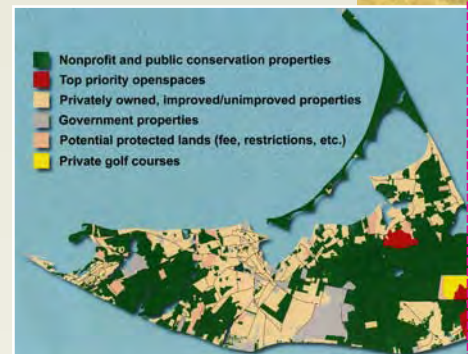 Nonprofit and public conservation properties
Top priority openspaces
Privately owned, improved/unimproved properties
Government properties
Potential protected lands (fee, restrictions, etc.)
Private golf courses